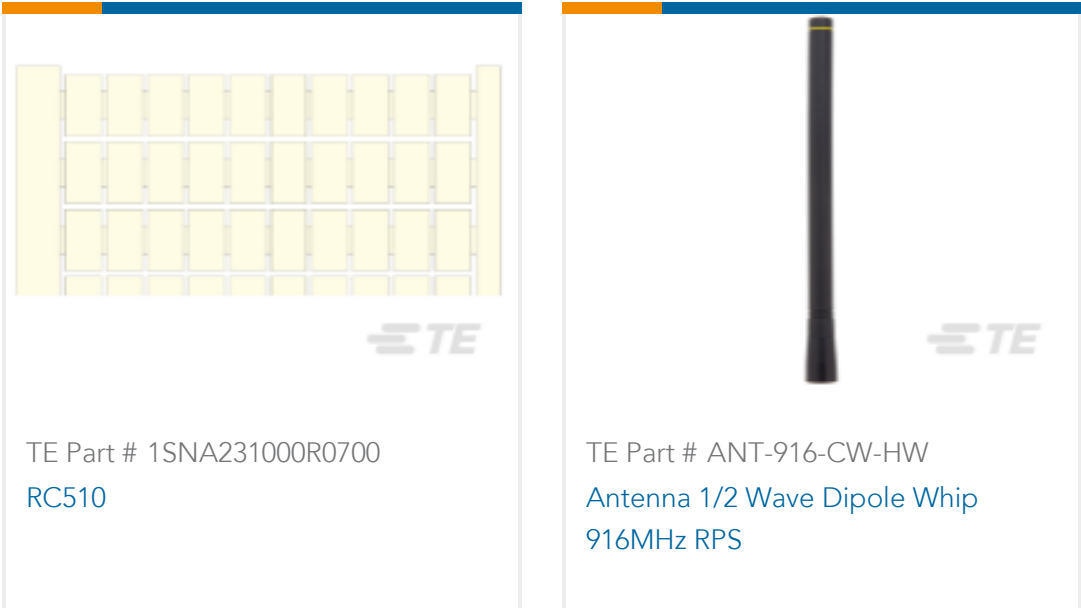 TE
TE Part # 1SNA231000R0700
RC510
TE
TE Part # ANT-916-CW-HW
Antenna 1/2 Wave Dipole Whip
916MHz RPS